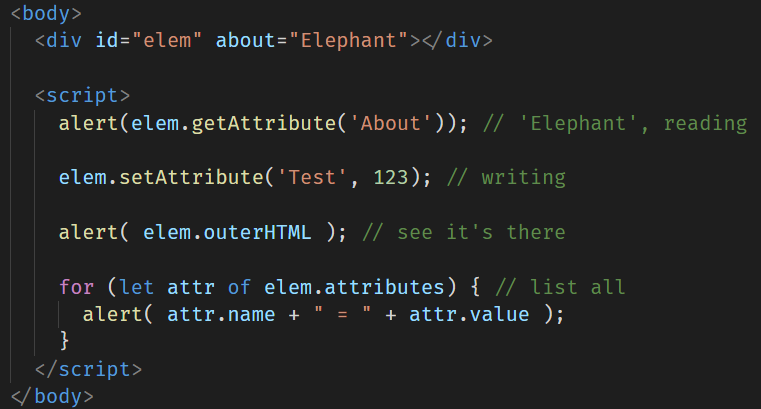 <body>
<div id="elem" about="Elephant"></div>
<script>
alert(elem.getAttribute('About')); // 'Elephant', reading
elem.setAttribute('Test', 123); // writing
alert( elem.outerHTML ); // see it's there
for (let attr of elem.attributes) { // list all
alert( attr.name + " = " + attr.value );
}
</script>
</body>